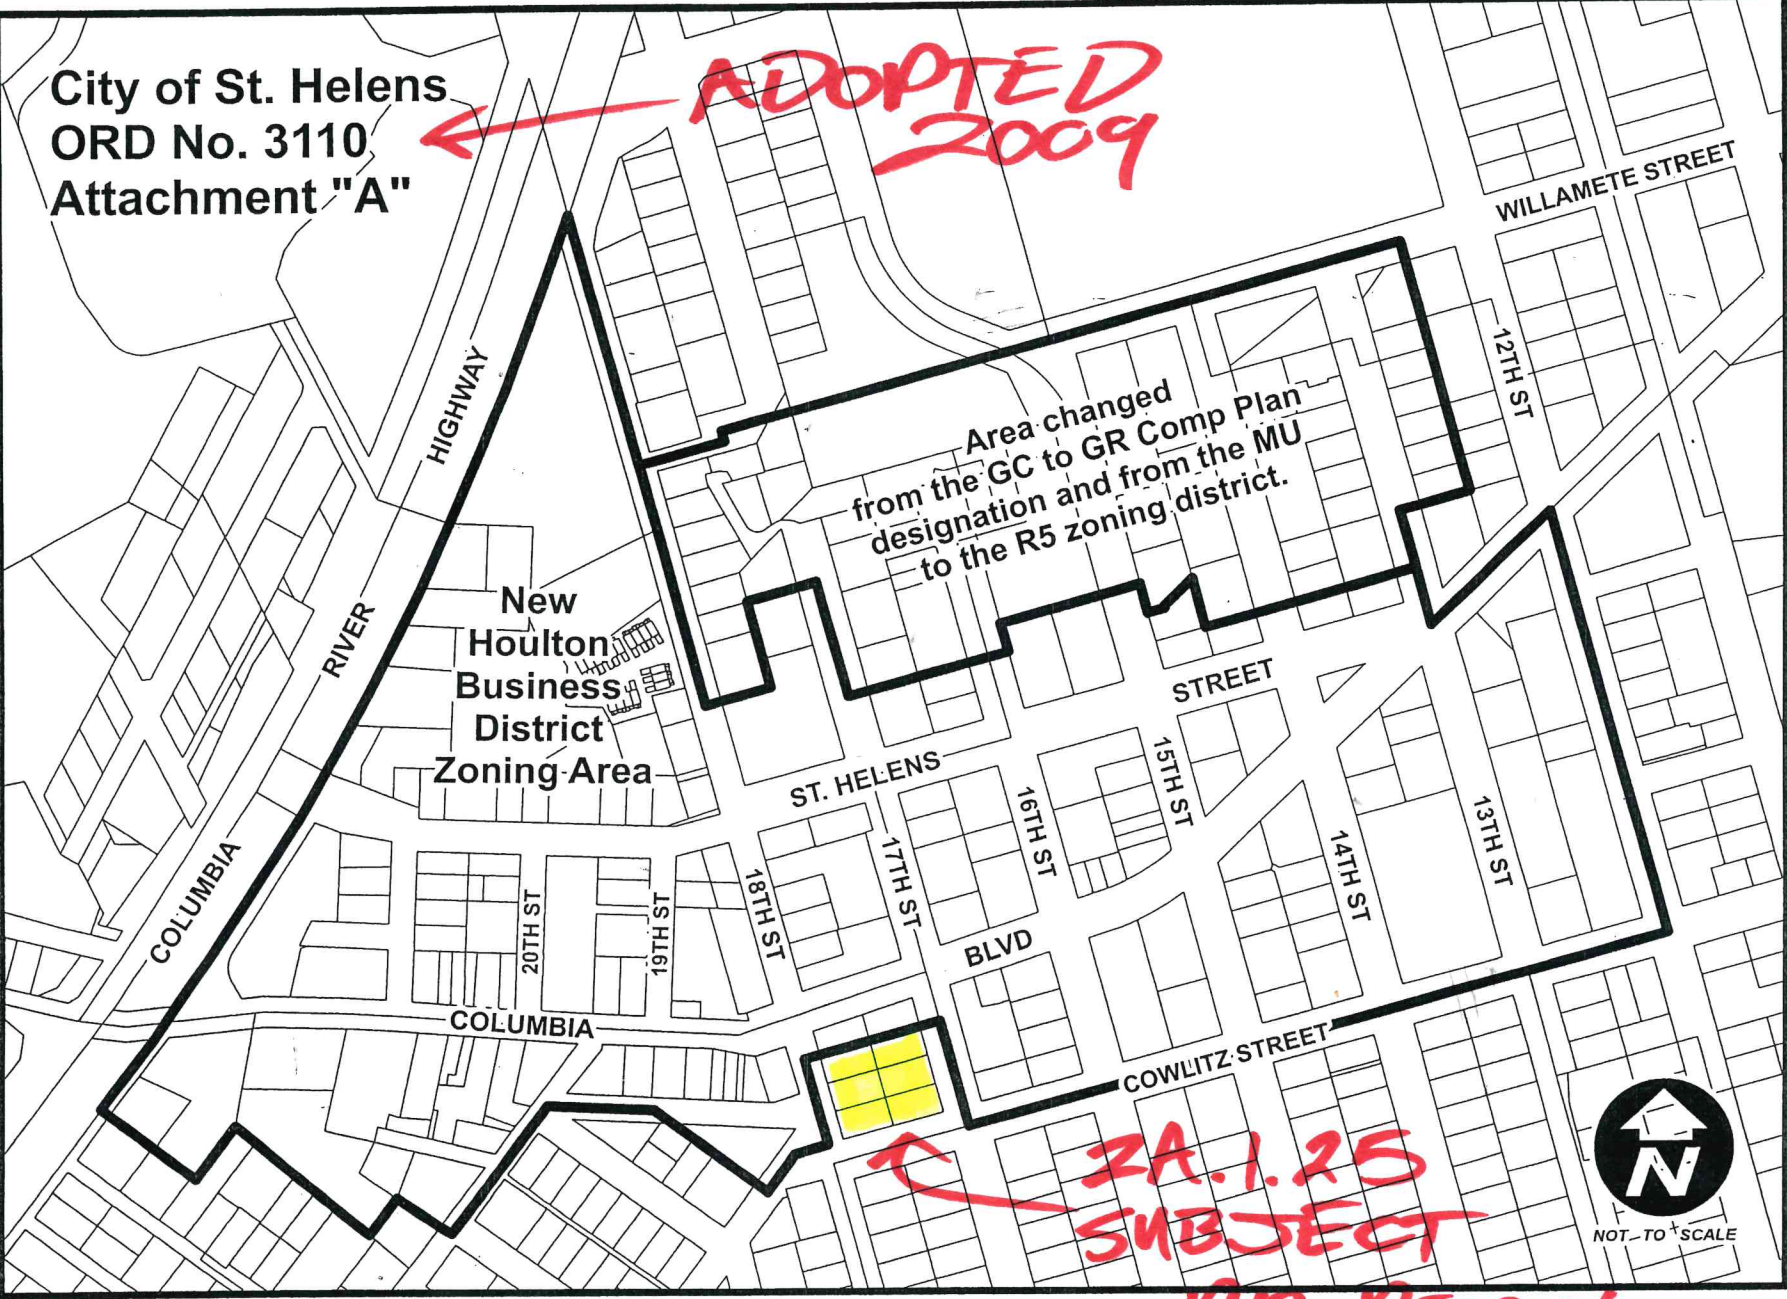 City of St. Helens
ORD No. 3110
Attachment "A"
ADOPTED
2009
WILLAMETE STREET
HIGHWAY
12TH ST
Area changed
from the GC to GR Comp Plan
designation and from the MU
to the R5 zoning district.
New
Houlton
Business
District
Zoning Area
RIVER
STREET
ST. HELENS
15TH ST
16TH ST
13TH ST
14TH ST
17TH ST
18TH ST
COLUMBIA
20TH ST
19TH ST
BLVD
COLUMBIA
COWLITZ STREET
ZA.1.25
SUBJECT
N
NOT TO SCALE